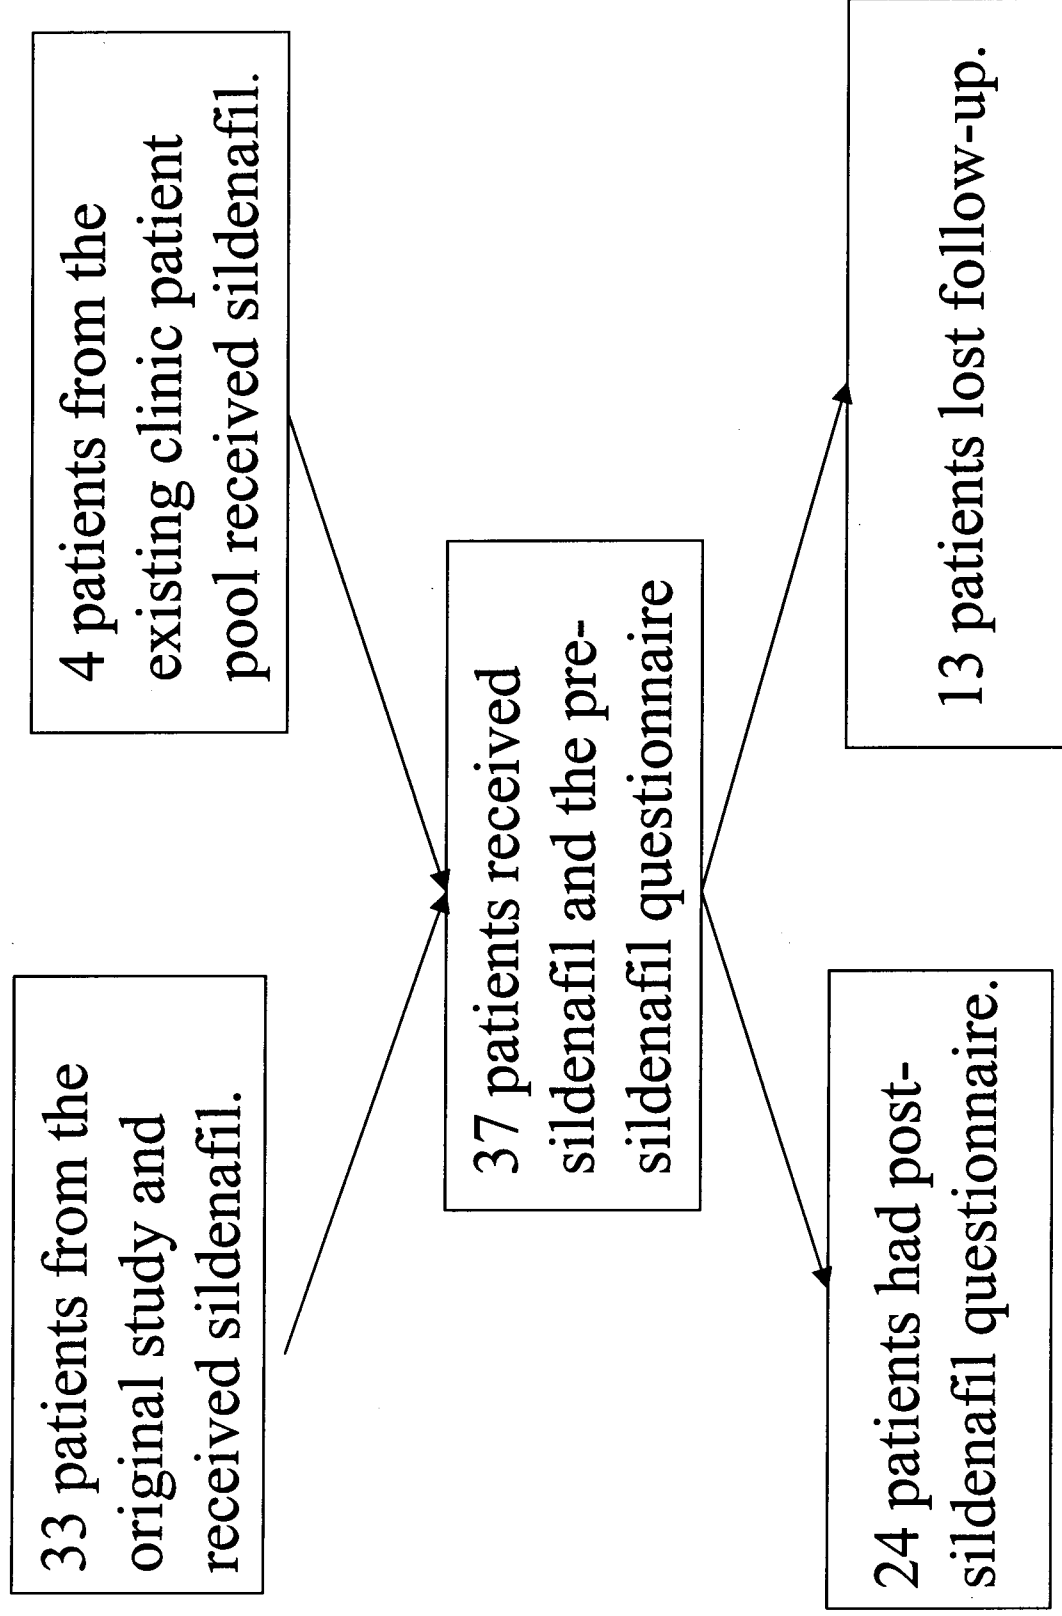 33 patients from the
original study and
received sildenafil.
4 patients from the
existing clinic patient
pool received sildenafil.
37 patients received
sildenafil and the pre-
sildenafil questionnaire
24 patients had post-
sildenafil questionnaire.
13 patients lost follow-up.